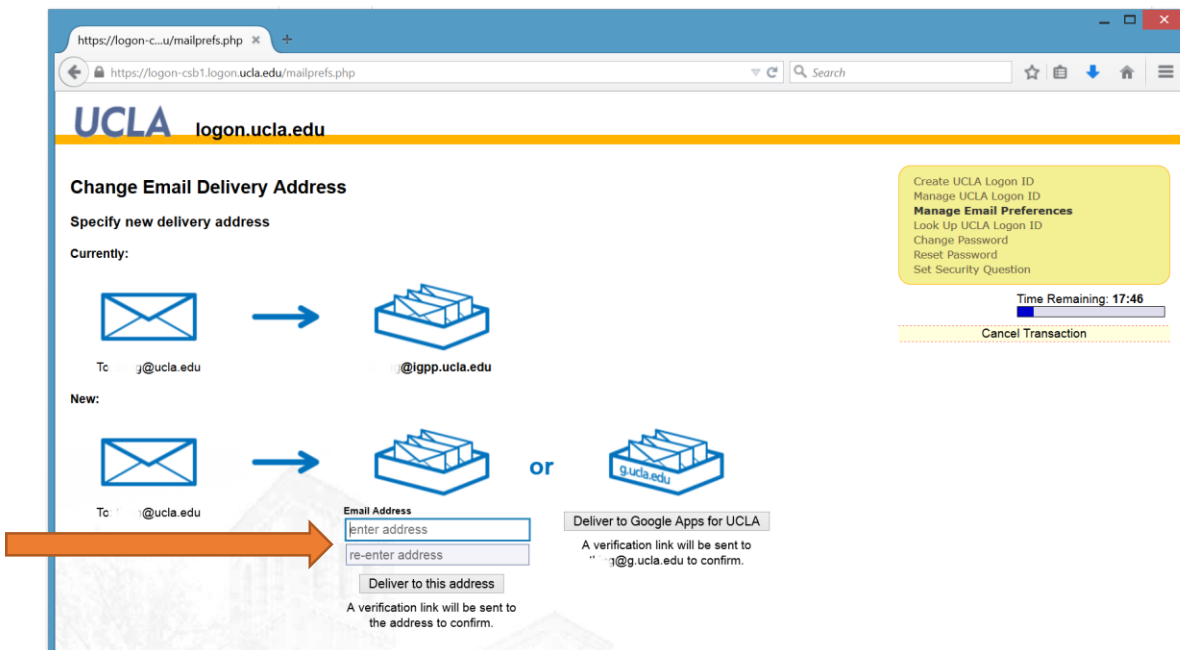 https://logon-c...u/mailprefs.php × +
https://logon-csb1.logon.ucla.edu/mailprefs.php
Search
UCLA logon.ucla.edu
Change Email Delivery Address
Specify new delivery address
Currently:
@ucla.edu
@igpp.ucla.edu
New:
or
g.ucla.edu
@ucla.edu
Email Address
enter address
re-enter address
Deliver to this address
A verification link will be sent to
the address to confirm.
Deliver to Google Apps for UCLA
A verification link will be sent to
g@g.ucla.edu to confirm.
Create UCLA Logon ID
Manage UCLA Logon ID
Manage Email Preferences
Look Up UCLA Logon ID
Change Password
Reset Password
Set Security Question
Time Remaining: 17:46
Cancel Transaction